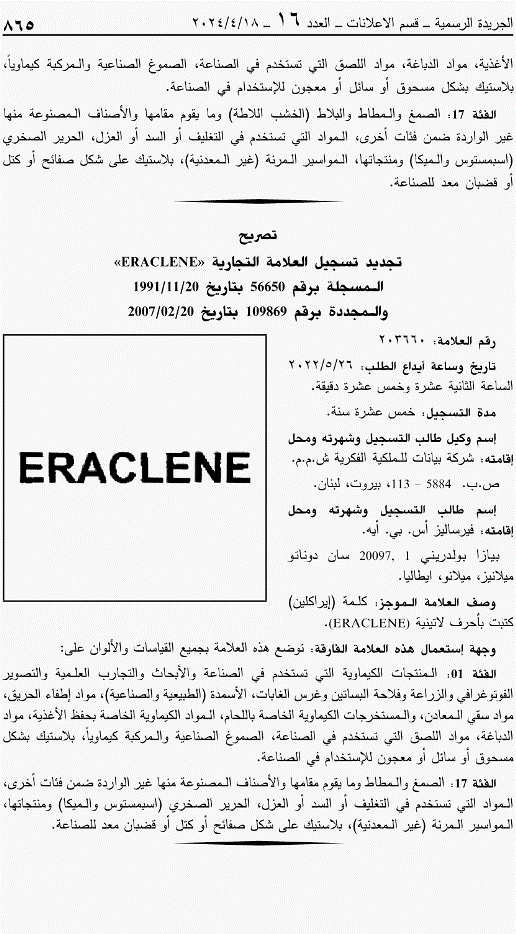 الجريدة الرسمية ــ قسم الاعلانات ــ العدد ١٦ ــ ٢٠٢٤/٤/١٨
٨٦٥
الأغذية، مواد الدباغة، مواد اللصق التي تستخدم في الصناعة، الصموغ الصناعية والمركبة كيماوياً،
بلاستيك بشكل مسحوق أو سائل أو معجون للإستخدام في الصناعة.
الفئة 17: الصمغ والمطاط والبلاط (الخشب اللاطة) وما يقوم مقامها والأصناف المصنوعة منها
غير الواردة ضمن فئات أخرى، المواد التي تستخدم في التغليف أو السد أو العزل، الحرير الصخري
(اسبمستوس والميكا) ومنتجاتها، المواسير المرنة (غير المعدنية)، بلاستيك على شكل صفائح أو كتل
أو قضبان معد للصناعة.
تصريح
تجديد تسجيل العلامة التجارية «ERACLENE»
المسجلة برقم 56650 بتاريخ 1991/11/20
والمجددة برقم 109869 بتاريخ 2007/02/20
رقم العلامة: ٢٠٣٦٦٠
تاريخ وساعة أيداع الطلب: ٢٠٢٢/٥/٢٦
الساعة الثانية عشرة وخمس عشرة دقيقة.
مدة التسجيل: خمس عشرة سنة.
إسم وكيل طالب التسجيل وشهرته ومحل
إقامته: شركة بيانات للملكية الفكرية ش.م.م.
ص.ب. 5884 – 113، بيروت، لبنان.
إسم طالب التسجيل وشهرته ومحل
إقامته: فيرساليز أس. بي. أيه.
بيازا بولدريني 1 ,20097 سان دوناتو
ميلانيز، ميلانو، ايطاليا.
وصف العلامة الموجز: كلمة (إيراكلين)
كتبت بأحرف لاتينية (ERACLENE).
ERACLENE
وجهة إستعمال هذه العلامة الفارقة: توضع هذه العلامة بجميع القياسات والألوان على:
الفئة 01: المنتجات الكيماوية التي تستخدم في الصناعة والأبحاث والتجارب العلمية والتصوير
الفوتوغرافي والزراعة وفلاحة البساتين وغرس الغابات، الأسمدة (الطبيعية والصناعية)، مواد إطفاء الحريق،
مواد سقي المعادن، والمستخرجات الكيماوية الخاصة باللحام، المواد الكيماوية الخاصة بحفظ الأغذية، مواد
الدباغة، مواد اللصق التي تستخدم في الصناعة، الصموغ الصناعية والمركبة كيماوياً، بلاستيك بشكل
مسحوق أو سائل أو معجون للإستخدام في الصناعة.
الفئة 17: الصمغ والمطاط وما يقوم مقامها والأصناف المصنوعة منها غير الواردة ضمن فئات أخرى،
المواد التي تستخدم في التغليف أو السد أو العزل، الحرير الصخري (اسبمستوس والميكا) ومنتجاتها،
المواسير المرنة (غير المعدنية)، بلاستيك على شكل صفائح أو كتل أو قضبان معد للصناعة.